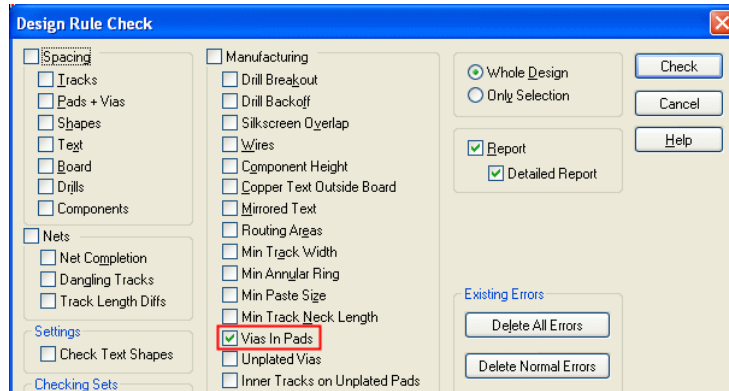 Design Rule Check
Spacing
Tracks
Pads + Vias
Shapes
Text
Board
Drills
Components
Nets
Net Completion
Dangling Tracks
Track Length Diffs
Settings
Check Text Shapes
Checking Sets
Manufacturing
Drill Breakout
Drill Backoff
Silkscreen Overlap
Wires
Component Height
Copper Text Outside Board
Mirrored Text
Routing Areas
Min Track Width
Min Annular Ring
Min Paste Size
Min Track Neck Length
Vias In Pads
Unplated Vias
Inner Tracks on Unplated Pads
Whole Design
Only Selection
Report
Detailed Report
Existing Errors
Delete All Errors
Delete Normal Errors
Check
Cancel
Help